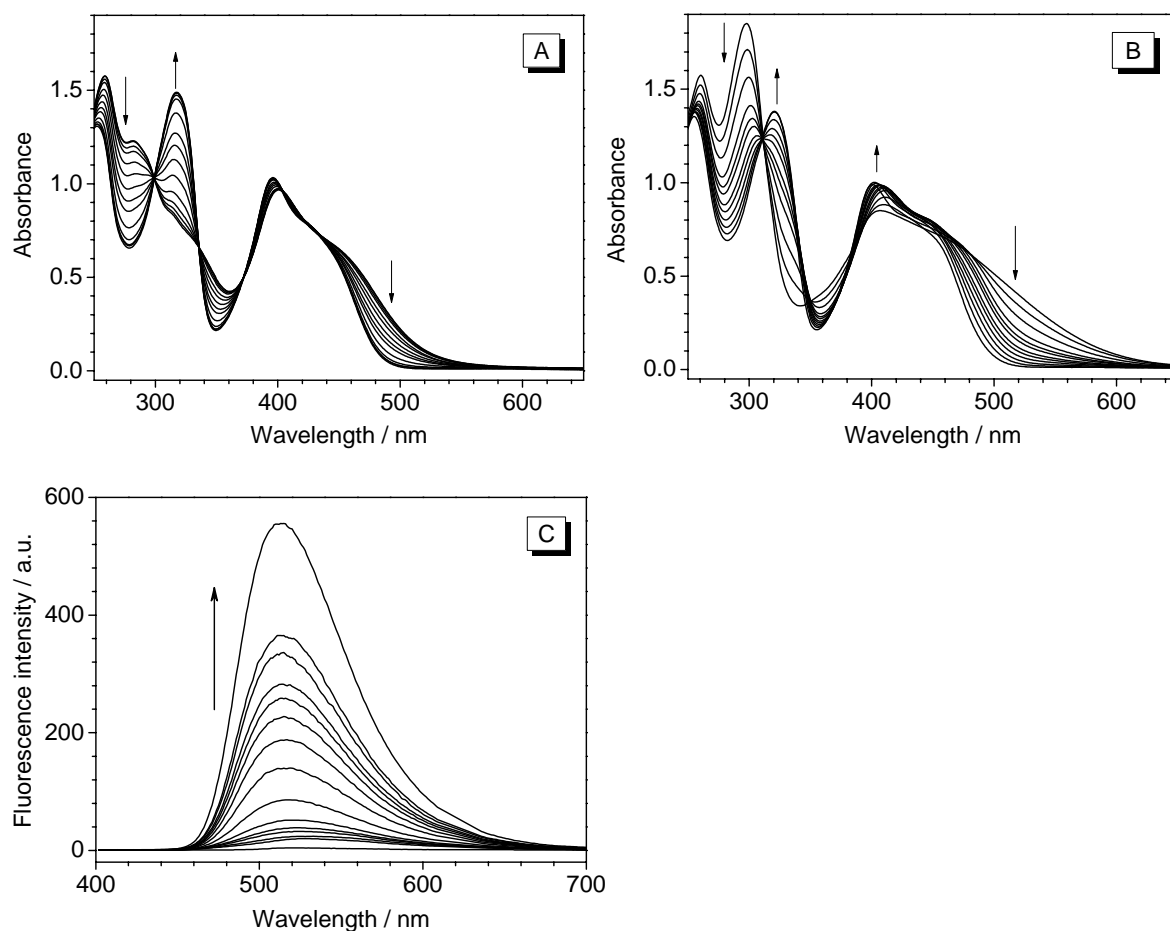 A
1.5
1.0
0.5
0.0
Absorbance
300 400 500 600
Wavelength / nm
B
1.5
1.0
0.5
0.0
Absorbance
300 400 500 600
Wavelength / nm
C
600
400
200
0
Fluorescence intensity / a.u.
400 500 600 700
Wavelength / nm